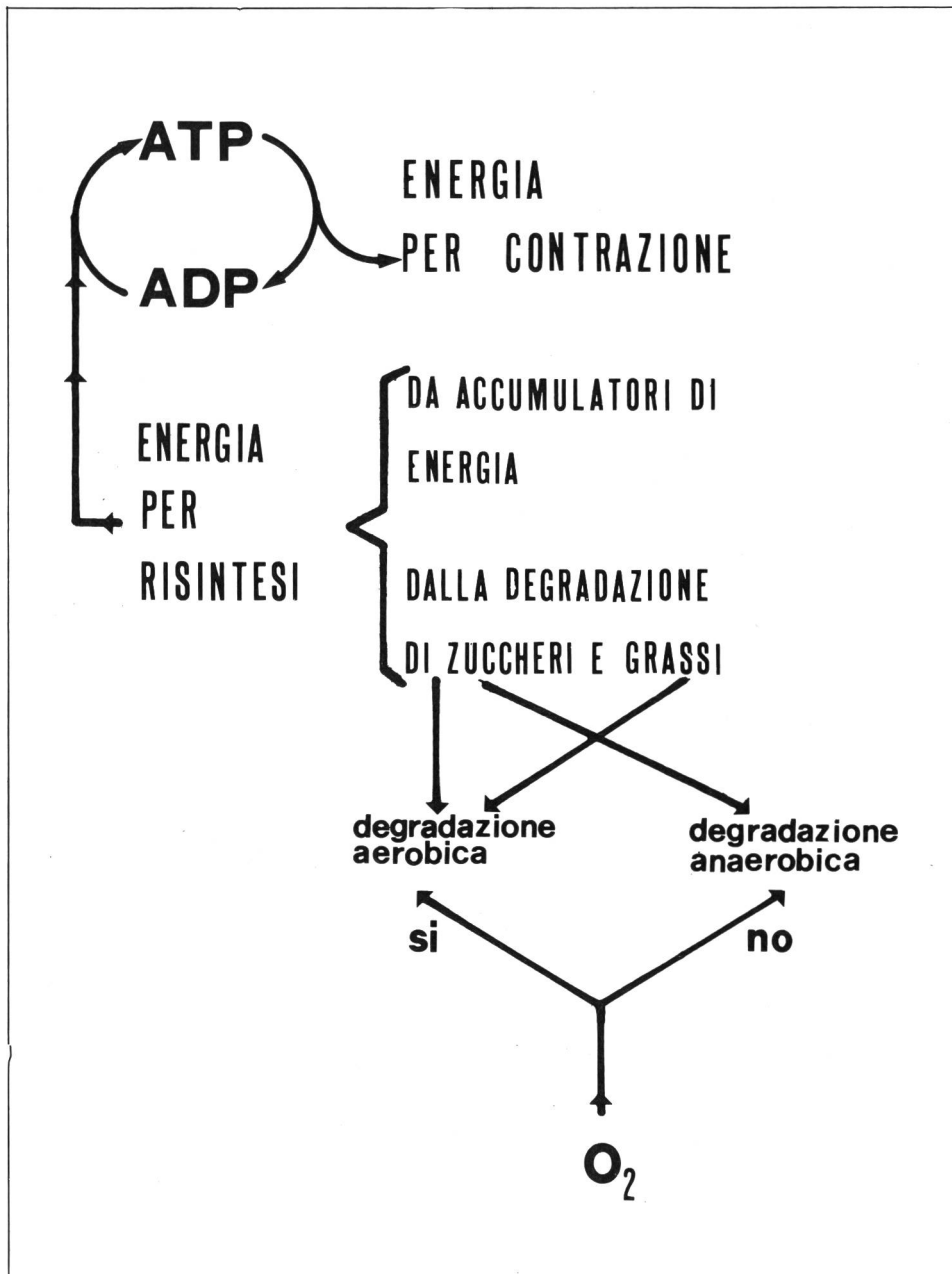 ATP
ENERGIA
PER CONTRAZIONE
ADP
ENERGIA
PER
RISINTESI
DA ACCUMULATORI DI
ENERGIA
DALLA DEGRADAZIONE
DI ZUCCHERI E GRASSI
degradazione
aerobica
degradazione
anaerobica
si
no
O₂